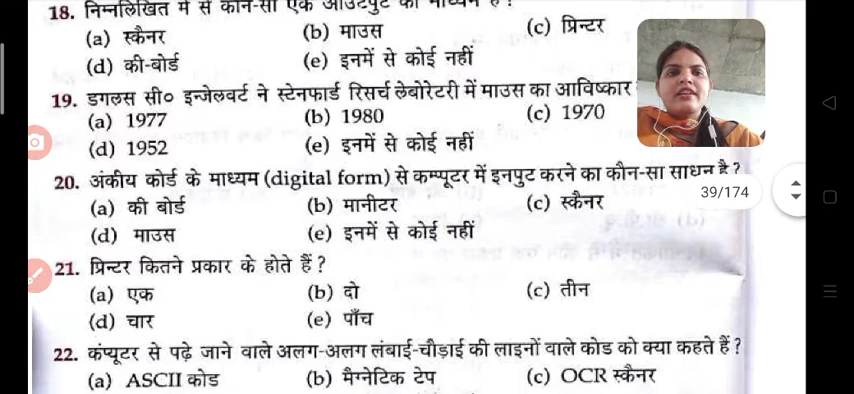 18. निम्नलिखित में से कौन-सा एक आउटपुट का माध्यम है?
(a) स्कैनर (b) माउस (c) प्रिन्टर
(d) की-बोर्ड (e) इनमें से कोई नहीं
19. डगलस सी० इन्जेलवर्ट ने स्टेनफार्ड रिसर्च लेबोरेटरी में माउस का आविष्कार
(a) 1977 (b) 1980 (c) 1970
(d) 1952 (e) इनमें से कोई नहीं
20. अंकीय कोर्ड के माध्यम (digital form) से कम्पूटर में इनपुट करने का कौन-सा साधन है?
39/174
(a) की बोर्ड (b) मानीटर (c) स्कैनर
(d) माउस (e) इनमें से कोई नहीं
21. प्रिन्टर कितने प्रकार के होते हैं?
(a) एक (b) दो (c) तीन
(d) चार (e) पाँच
22. कंप्यूटर से पढ़े जाने वाले अलग-अलग लंबाई-चौड़ाई की लाइनों वाले कोड को क्या कहते हैं?
(a) ASCII कोड (b) मैग्नेटिक टेप (c) OCR स्कैनर